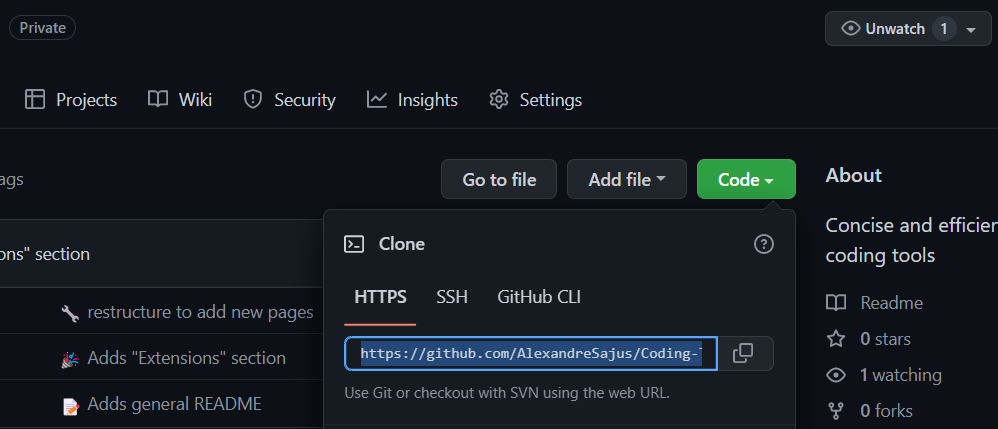 Private
Unwatch 1
Projects Wiki Security Insights Settings
ags Go to file Add file Code About
Concise and efficien
coding tools
ons" section
Clone
HTTPS SSH GitHub CLI
restructure to add new pages
Adds "Extensions" section
Adds general README
https://github.com/AlexandreSajus/Coding-
Use Git or checkout with SVN using the web URL.
Readme
0 stars
1 watching
0 forks